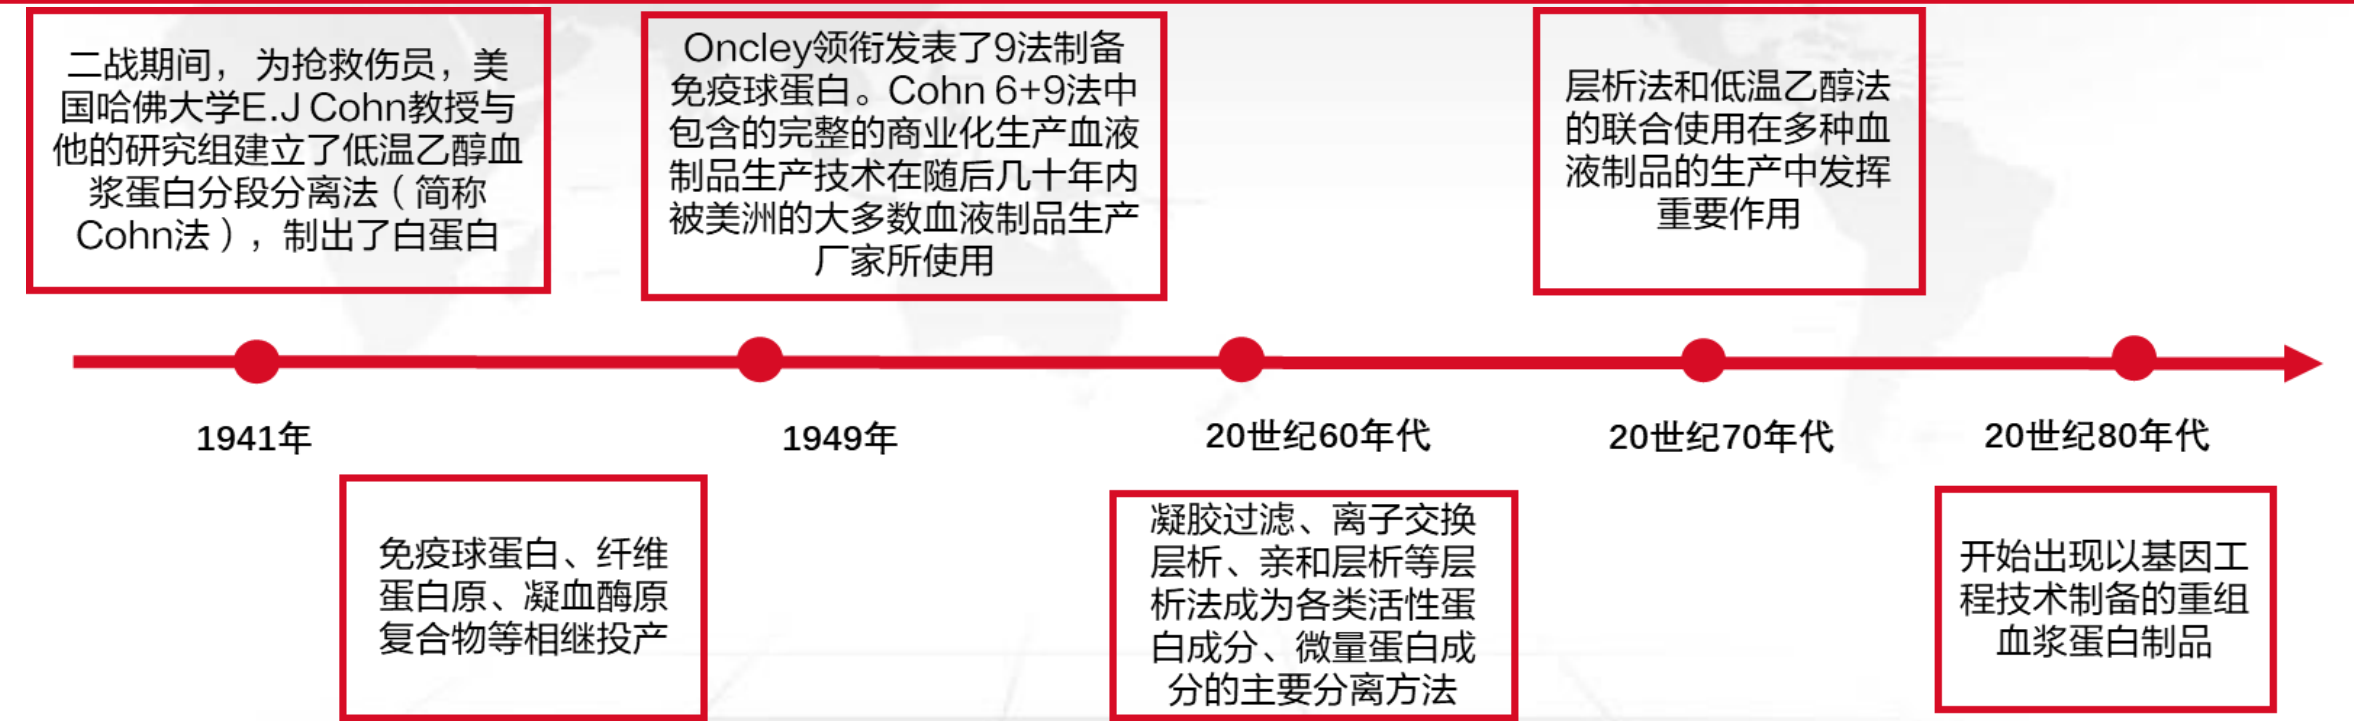 二战期间，为抢救伤员，美
国哈佛大学E.J Cohn教授与
他的研究组建立了低温乙醇血
浆蛋白分段分离法（简称
Cohn法），制出了白蛋白
Oncley领衔发表了9法制备
免疫球蛋白。Cohn 6+9法中
包含的完整的商业化生产血液
制品生产技术在随后几十年内
被美洲的大多数血液制品生产
厂家所使用
层析法和低温乙醇法
的联合使用在多种血
液制品的生产中发挥
重要作用
1941年
1949年
20世纪60年代
20世纪70年代
20世纪80年代
免疫球蛋白、纤维
蛋白原、凝血酶原
复合物等相继投产
凝胶过滤、离子交换
层析、亲和层析等层
析法成为各类活性蛋
白成分、微量蛋白成
分的主要分离方法
开始出现以基因工
程技术制备的重组
血浆蛋白制品